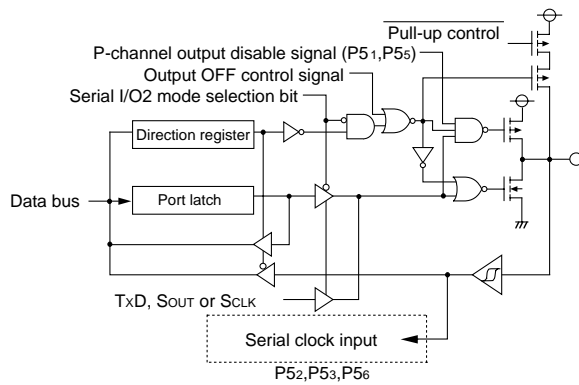 Pull-up control
P-channel output disable signal (P51,P55)
Output OFF control signal
Serial I/O2 mode selection bit
Direction register
Data bus
Port latch
TxD, SOUT or SCLK
Serial clock input
P52,P53,P56